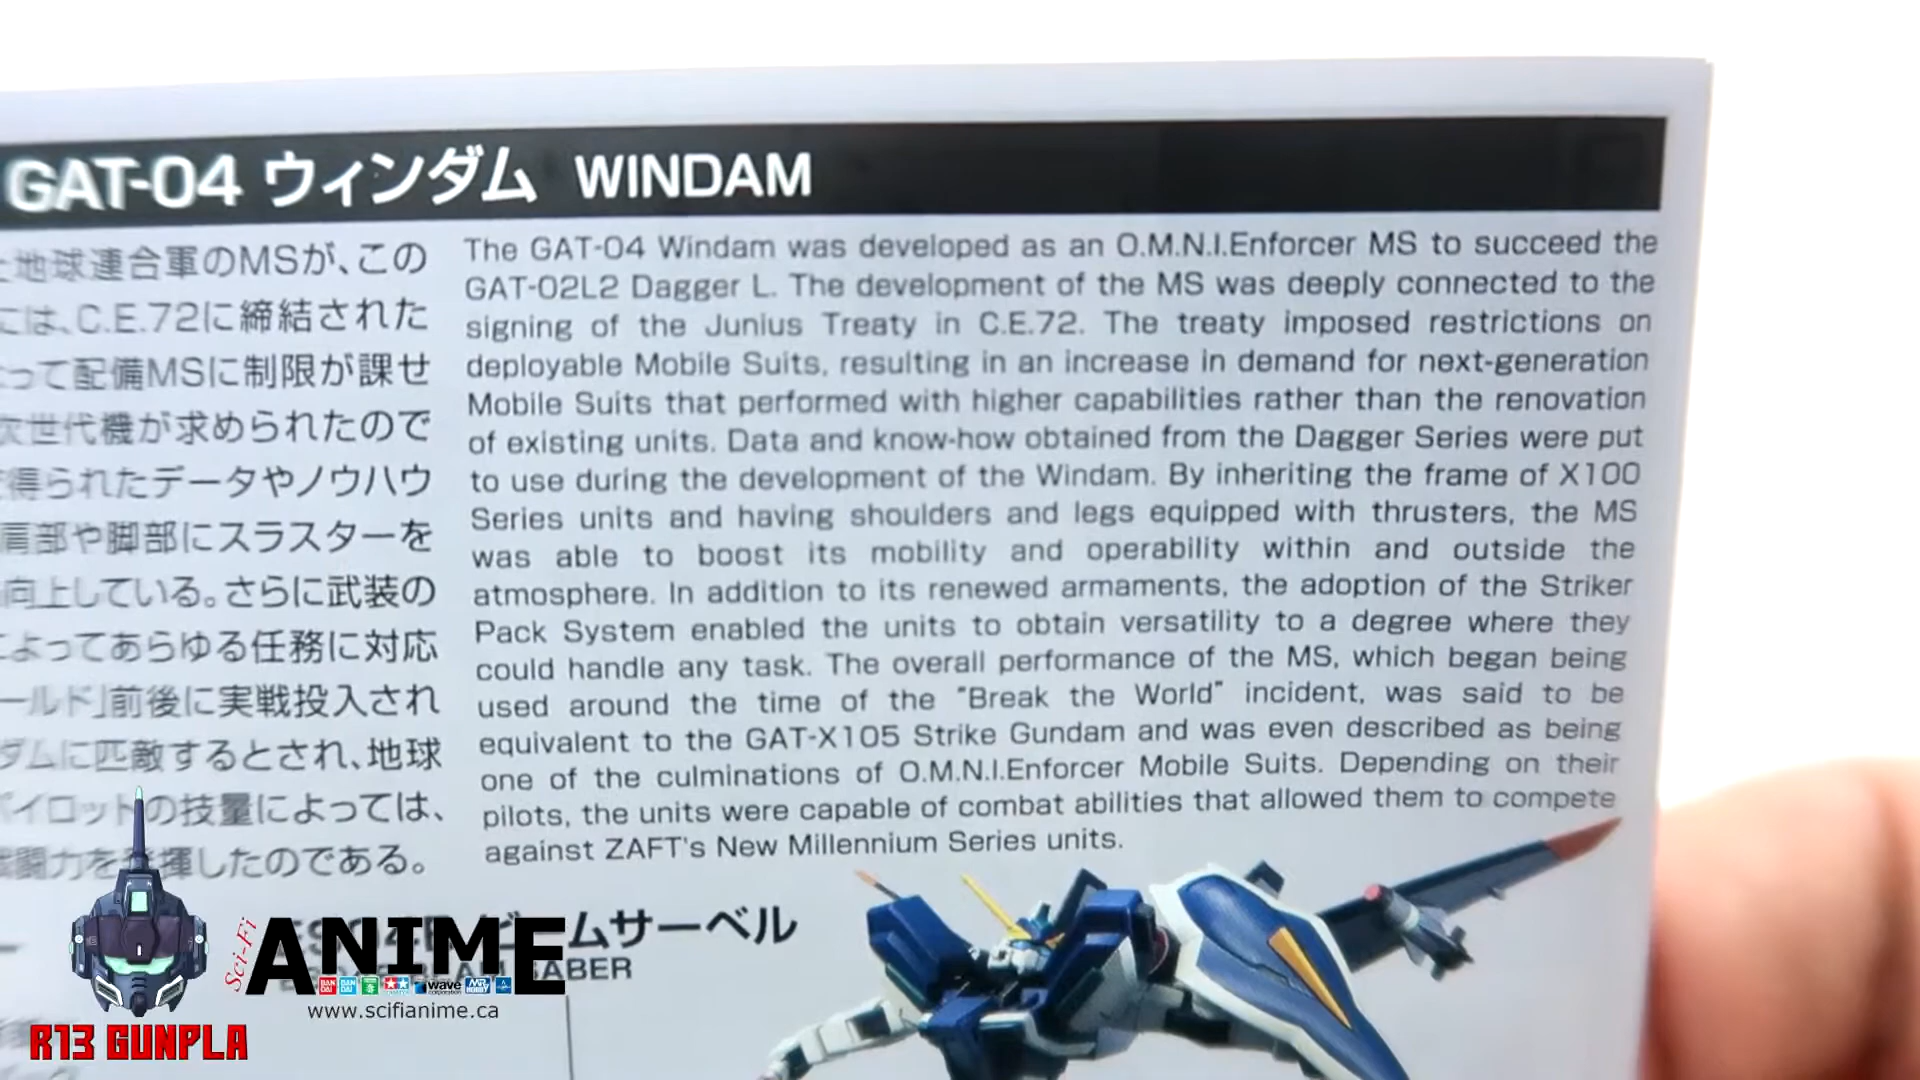 GAT-04 ウィンダム WINDAM
地球連合軍のMSが、この
には、C.E.72に締結された
って配備MSに制限が課せ
次世代機が求められたので
得られたデータやノウハウ
肩部や脚部にスラスターを
向上している。さらに武装の
よってあらゆる任務に対応
ールド」前後に実戦投入され
ダムに匹敵するとされ、地球
パイロットの技量によっては、
闘力を発揮したのである。
The GAT-04 Windam was developed as an O.M.N.I.Enforcer MS to succeed the
GAT-02L2 Dagger L. The development of the MS was deeply connected to the
signing of the Junius Treaty in C.E.72. The treaty imposed restrictions on
deployable Mobile Suits, resulting in an increase in demand for next-generation
Mobile Suits that performed with higher capabilities rather than the renovation
of existing units. Data and know-how obtained from the Dagger Series were put
to use during the development of the Windam. By inheriting the frame of X100
Series units and having shoulders and legs equipped with thrusters, the MS
was able to boost its mobility and operability within and outside the
atmosphere. In addition to its renewed armaments, the adoption of the Striker
Pack System enabled the units to obtain versatility to a degree where they
could handle any task. The overall performance of the MS, which began being
used around the time of the "Break the World" incident, was said to be
equivalent to the GAT-X105 Strike Gundam and was even described as being
one of the culminations of O.M.N.I.Enforcer Mobile Suits. Depending on their
pilots, the units were capable of combat abilities that allowed them to compete
against ZAFT's New Millennium Series units.
ムサーベル
SABER
Sci-Fi ANIME
www.scifianime.ca
R13 GUNPLA